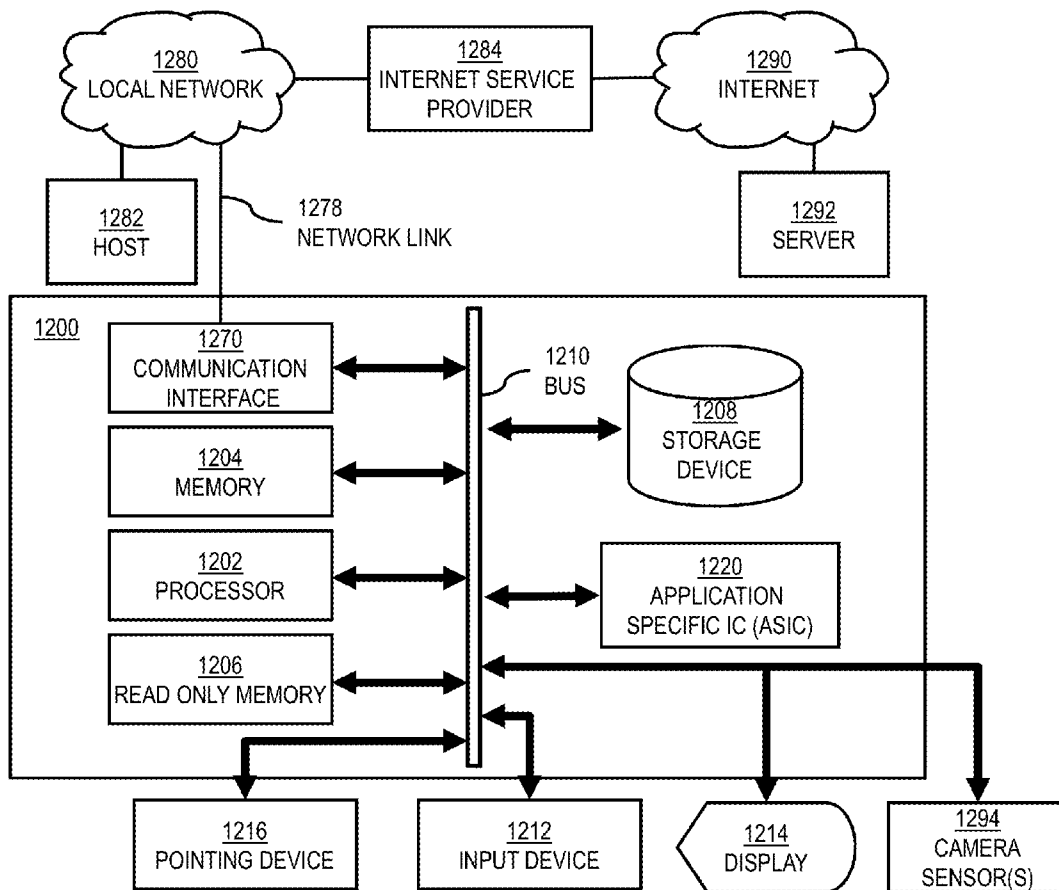 1280
LOCAL NETWORK
1284
INTERNET SERVICE
PROVIDER
1290
INTERNET
1282
HOST
1278
NETWORK LINK
1292
SERVER
1200
1270
COMMUNICATION
INTERFACE
1210
BUS
1208
STORAGE
DEVICE
1204
MEMORY
1202
PROCESSOR
1220
APPLICATION
SPECIFIC IC (ASIC)
1206
READ ONLY MEMORY
1216
POINTING DEVICE
1212
INPUT DEVICE
1214
DISPLAY
1294
CAMERA
SENSOR(S)